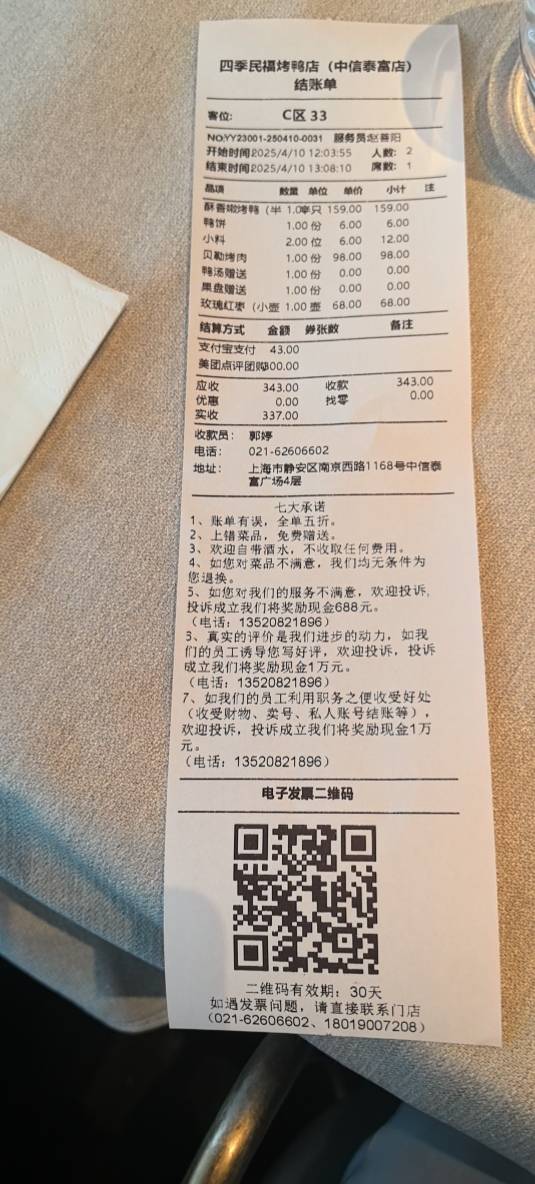 四季民福烤鸭店（中信泰富店）
结账单
客位： C区 33
NO:YY23001-250410-0031 服务员:赵善阳
开始时间2025/4/10 12:03:55 人数： 2
结束时间2025/4/10 13:08:10 席数： 1
品项 数量 单位 单价 小计 注
酥香嫩烤鸭（半 1.0 只 159.00 159.00
鸭饼 1.00 份 6.00 6.00
小料 2.00 位 6.00 12.00
贝勒烤肉 1.00 份 98.00 98.00
鸭汤赠送 1.00 份 0.00 0.00
果盘赠送 1.00 份 0.00 0.00
玫瑰红枣（小壶 1.00 壶 68.00 68.00
结算方式 金额 券张数 备注
支付宝支付 43.00
美团点评团购300.00
应收 343.00 收款 343.00
优惠 0.00 找零 0.00
实收 337.00
收款员： 郭婷
电话： 021-62606602
地址： 上海市静安区南京西路1168号中信泰
富广场4层
七大承诺
1、账单有误，全单五折。
2、上错菜品，免费赠送。
3、欢迎自带酒水，不收取任何费用。
4、如您对菜品不满意，我们均无条件为
您退换。
5、如您对我们的服务不满意，欢迎投诉，
投诉成立我们将奖励现金688元。
（电话：13520821896）
3、真实的评价是我们进步的动力，如我
们的员工诱导您写好评，欢迎投诉，投诉
成立我们将奖励现金1万元。
（电话：13520821896）
7、如我们的员工利用职务之便收受好处
（收受财物、卖号、私人账号结账等），
欢迎投诉，投诉成立我们将奖励现金1万
元。
（电话：13520821896）
电子发票二维码
二维码有效期：30天
如遇发票问题，请直接联系门店
（021-62606602、18019007208）